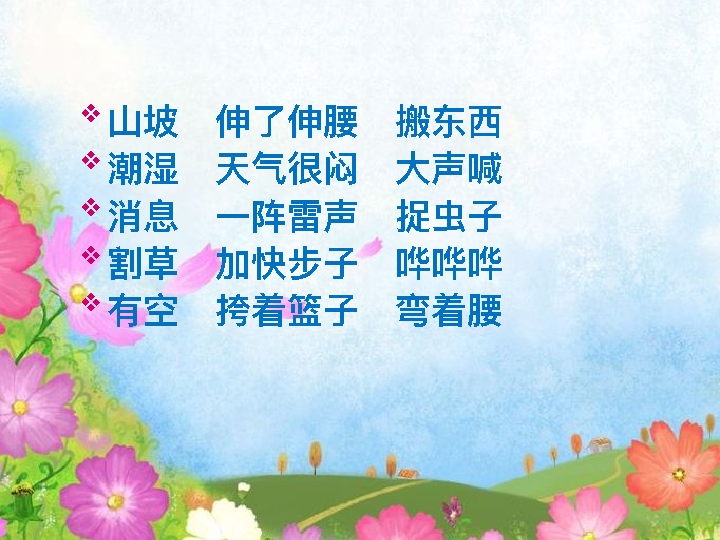 山坡 伸了伸腰 搬东西
潮湿 天气很闷 大声喊
消息 一阵雷声 捉虫子
割草 加快步子 哗哗哗
有空 挎着篮子 弯着腰